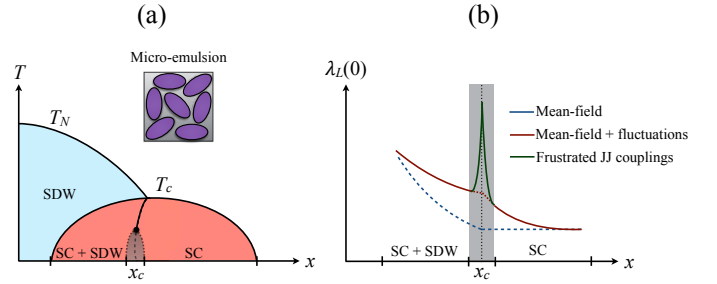 (a)
Micro-emulsion
T
T_N
T_c
SDW
SC + SDW
SC
x_c
x
(b)
λ_L(0)
Mean-field
Mean-field + fluctuations
Frustrated JJ couplings
SC + SDW
SC
x_c
x